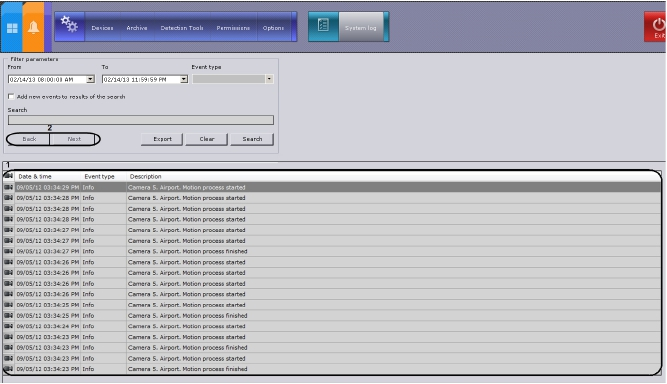 Devices Archive Detection Tools Permissions Options System log Exit
Filter parameters
From To Event type
02/14/13 08:00:00 AM 02/14/13 11:59:59 PM
Add new events to results of the search
Search
2
Back Next Export Clear Search
1
Date & time Event type Description
09/05/12 03:34:29 PM Info Camera 5. Airport. Motion process started
09/05/12 03:34:28 PM Info Camera 5. Airport. Motion process started
09/05/12 03:34:28 PM Info Camera 5. Airport. Motion process started
09/05/12 03:34:28 PM Info Camera 5. Airport. Motion process started
09/05/12 03:34:27 PM Info Camera 5. Airport. Motion process started
09/05/12 03:34:27 PM Info Camera 5. Airport. Motion process started
09/05/12 03:34:27 PM Info Camera 5. Airport. Motion process finished
09/05/12 03:34:26 PM Info Camera 5. Airport. Motion process started
09/05/12 03:34:26 PM Info Camera 5. Airport. Motion process started
09/05/12 03:34:26 PM Info Camera 5. Airport. Motion process started
09/05/12 03:34:26 PM Info Camera 5. Airport. Motion process started
09/05/12 03:34:25 PM Info Camera 5. Airport. Motion process started
09/05/12 03:34:25 PM Info Camera 5. Airport. Motion process finished
09/05/12 03:34:24 PM Info Camera 5. Airport. Motion process started
09/05/12 03:34:23 PM Info Camera 5. Airport. Motion process started
09/05/12 03:34:23 PM Info Camera 5. Airport. Motion process finished
09/05/12 03:34:23 PM Info Camera 5. Airport. Motion process started
09/05/12 03:34:23 PM Info Camera 5. Airport. Motion process finished